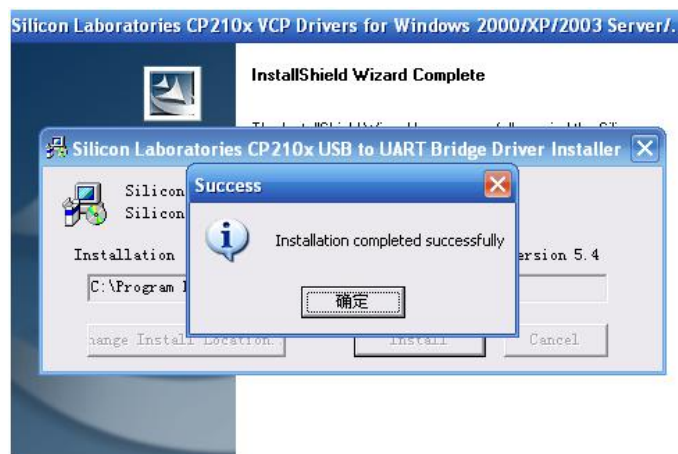 Silicon Laboratories CP210x VCP Drivers for Windows 2000/XP/2003 Server/.
InstallShield Wizard Complete
Silicon Laboratories CP210x USB to UART Bridge Driver Installer
Silicon
Silicon
Success
Installation completed successfully
Installation
ersion 5.4
C:\Program
确定
hange Install Location..
Install
Cancel